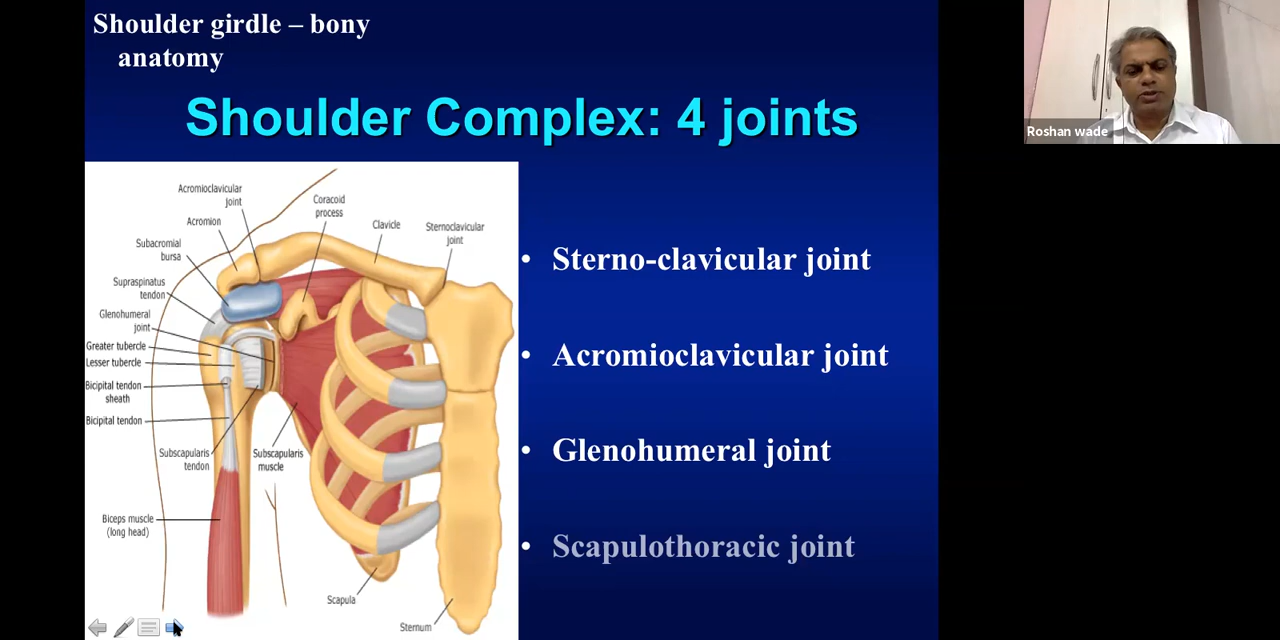 Shoulder girdle – bony
anatomy
Shoulder Complex: 4 joints
Roshan wade
Acromioclavicular
joint
Acromion
Subacromial
bursa
Supraspinatus
tendon
Glenohumeral
joint
Greater tubercle
Lesser tubercle
Bicipital tendon
sheath
Bicipital tendon
Subscapularis
tendon
Subscapularis
muscle
Biceps muscle
(long head)
Coracoid
process
Clavicle
Sternoclavicular
joint
Scapula
Sternum
• Sterno-clavicular joint
• Acromioclavicular joint
• Glenohumeral joint
• Scapulothoracic joint